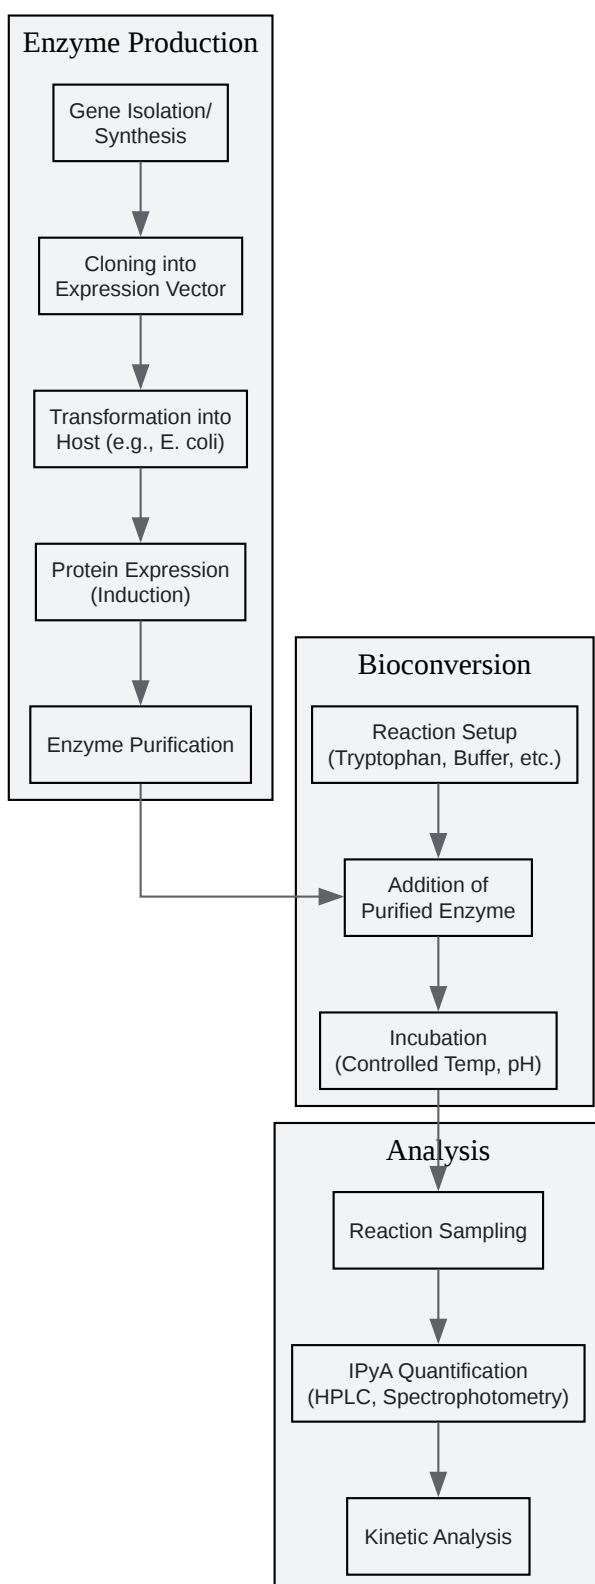 Enzyme Production
Gene Isolation/
Synthesis
Cloning into
Expression Vector
Transformation into
Host (e.g., E. coli)
Protein Expression
(Induction)
Enzyme Purification
Bioconversion
Reaction Setup
(Tryptophan, Buffer, etc.)
Addition of
Purified Enzyme
Incubation
(Controlled Temp, pH)
Analysis
Reaction Sampling
IPyA Quantification
(HPLC, Spectrophotometry)
Kinetic Analysis